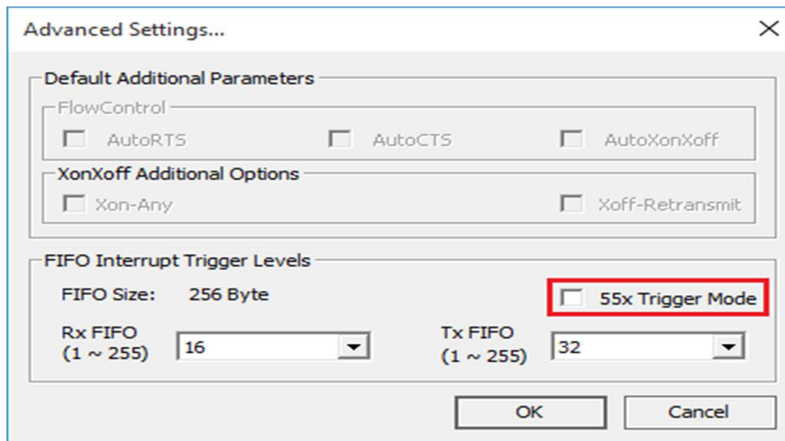 Advanced Settings...
Default Additional Parameters
FlowControl
AutoRTS AutoCTS AutoXonXoff
XonXoff Additional Options
Xon-Any Xoff-Retransmit
FIFO Interrupt Trigger Levels
FIFO Size: 256 Byte 55x Trigger Mode
Rx FIFO
(1 ~ 255)
16
Tx FIFO
(1 ~ 255)
32
OK Cancel